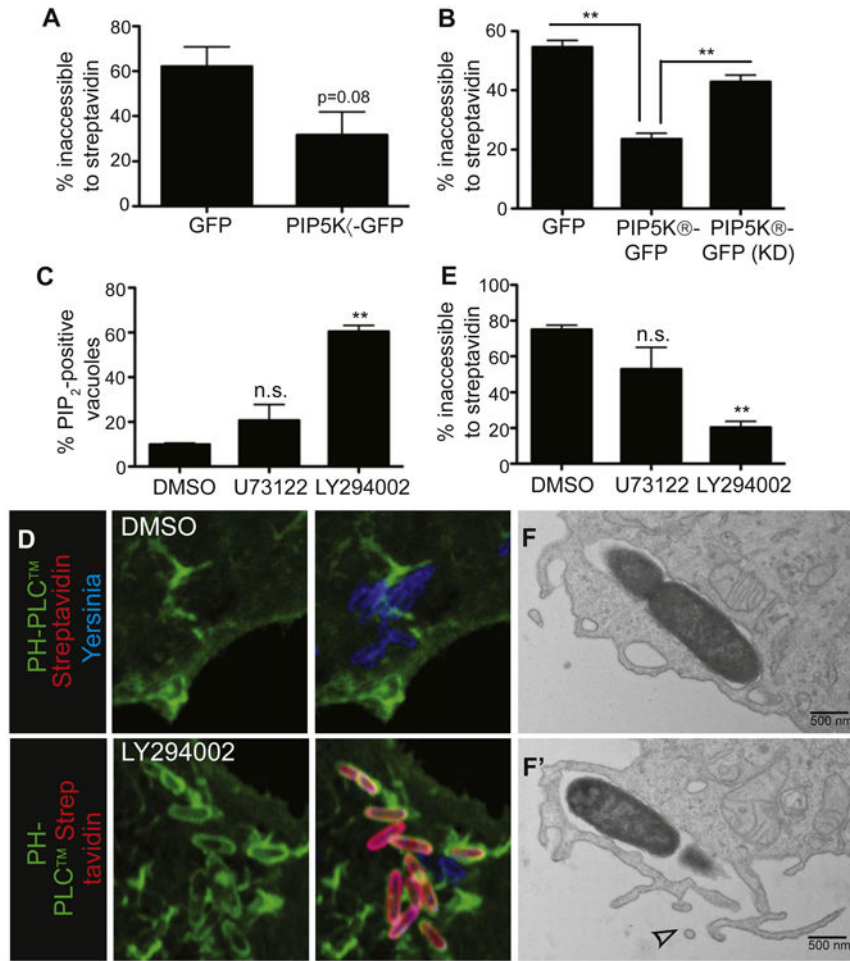 A
% inaccessible
to streptavidin
80
60
40
20
0
p=0.08
GFP
PIP5K⟨-GFP
B
% inaccessible
to streptavidin
60
40
20
0
**
**
GFP
PIP5K®-
GFP
PIP5K®-
GFP (KD)
C
% PIP2-positive
vacuoles
80
60
40
20
0
n.s.
**
DMSO
U73122
LY294002
E
% inaccessible
to streptavidin
100
80
60
40
20
0
n.s.
**
DMSO
U73122
LY294002
D
PH-PLC™
Streptavidin
Yersinia
DMSO
PH-
PLC™ Strep
tavidin
LY294002
F
500 nm
F'
500 nm